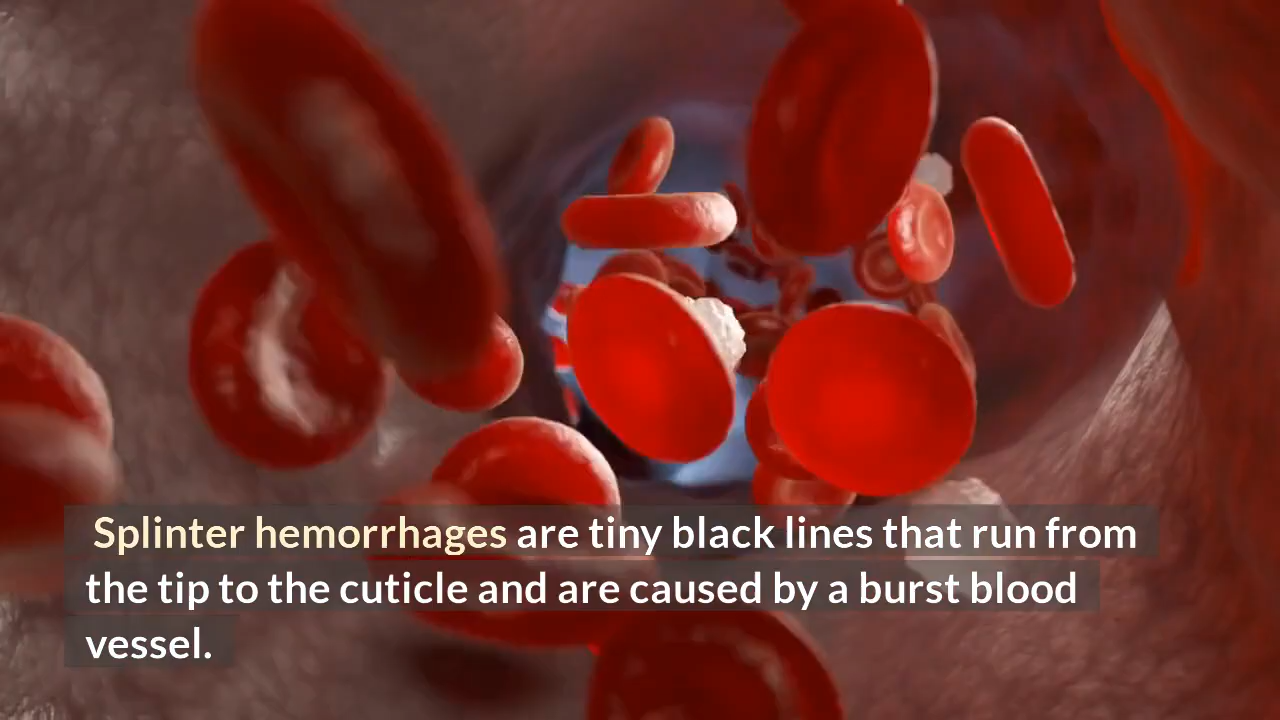 Splinter hemorrhages are tiny black lines that run from
the tip to the cuticle and are caused by a burst blood
vessel.